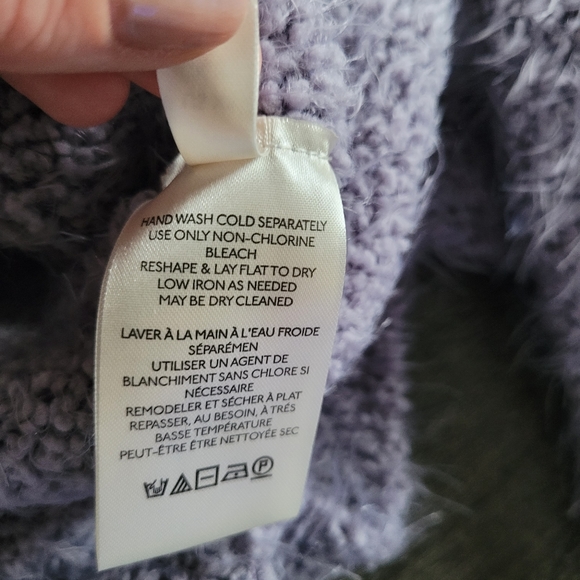 HAND WASH COLD SEPARATELY
USE ONLY NON-CHLORINE
BLEACH
RESHAPE & LAY FLAT TO DRY
LOW IRON AS NEEDED
MAY BE DRY CLEANED
LAVER À LA MAIN À L'EAU FROIDE
SÉPARÉMEN
UTILISER UN AGENT DE
BLANCHIMENT SANS CHLORE SI
NÉCESSAIRE
REMODELER ET SÉCHER À PLAT
REPASSER, AU BESOIN, À TRÉS
BASSE TEMPÉRATURE
PEUT-ÊTRE ÊTRE NETTOYÉE SEC
P